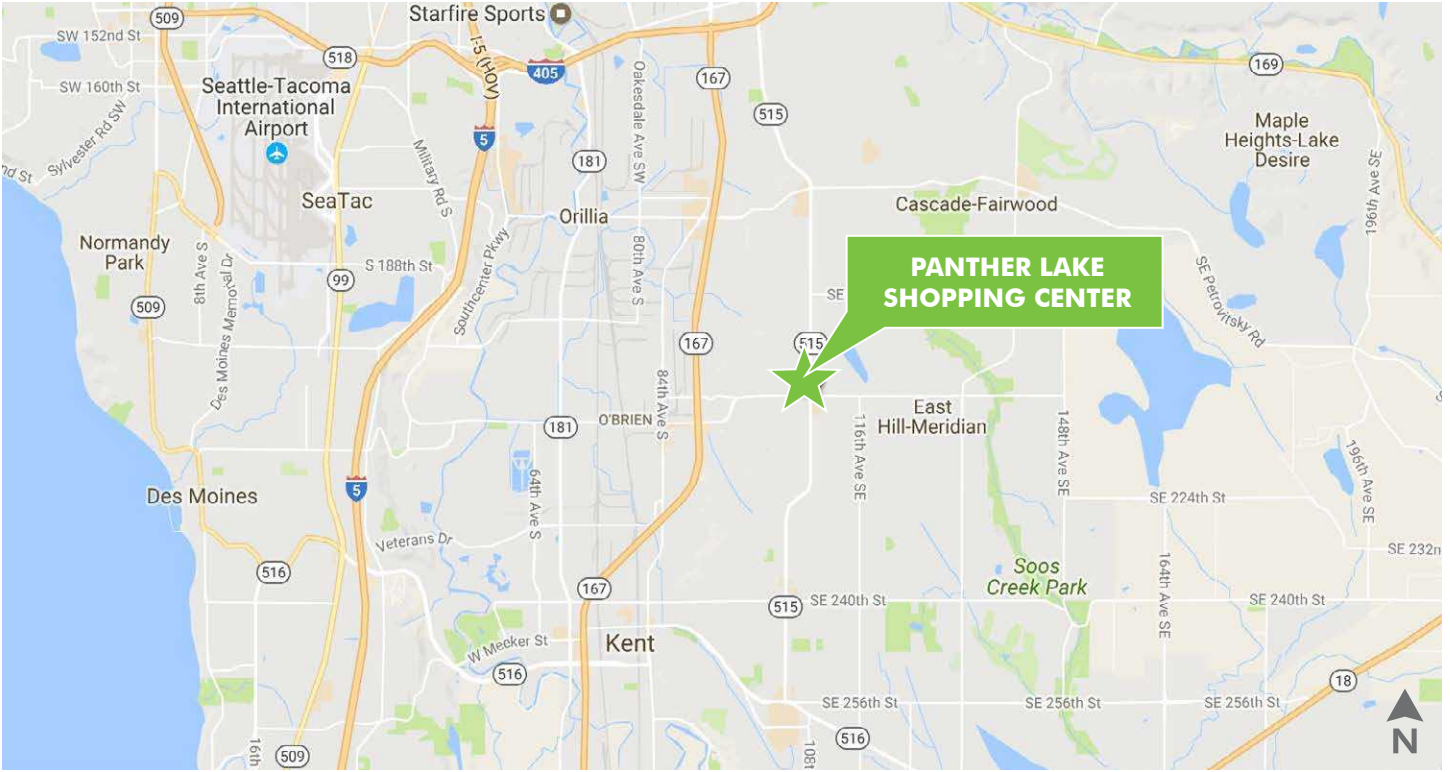 509
Starfire Sports
SW 152nd St
I-5 (HOV)
518
405
167
169
SW 160th St
Seattle-Tacoma
International
Airport
Oakesdale Ave SW
515
Maple
Heights-Lake
Desire
Sylvester Rd SW
nd St
5
Military Rd S
181
196th Ave SE
SeaTac
Orillia
Cascade-Fairwood
Normandy
Park
8th Ave S
Des Moines Memorial Dr
S 188th St
99
509
Southcenter Pkwy
80th Ave S
PANTHER LAKE
SHOPPING CENTER
SE
SE Petrovitsky Rd
167
515
84th Ave S
O'BRIEN
181
East
Hill-Meridian
116th Ave SE
148th Ave SE
196th Ave SE
Des Moines
5
64th Ave S
SE 224th St
Veterans Dr
SE 232n
516
Soos
Creek Park
164th Ave SE
167
515
SE 240th St
SE 240th St
W Meeker St
Kent
516
18
SE 256th St
SE 256th St
SE 256th St
16th
509
108t
516
N